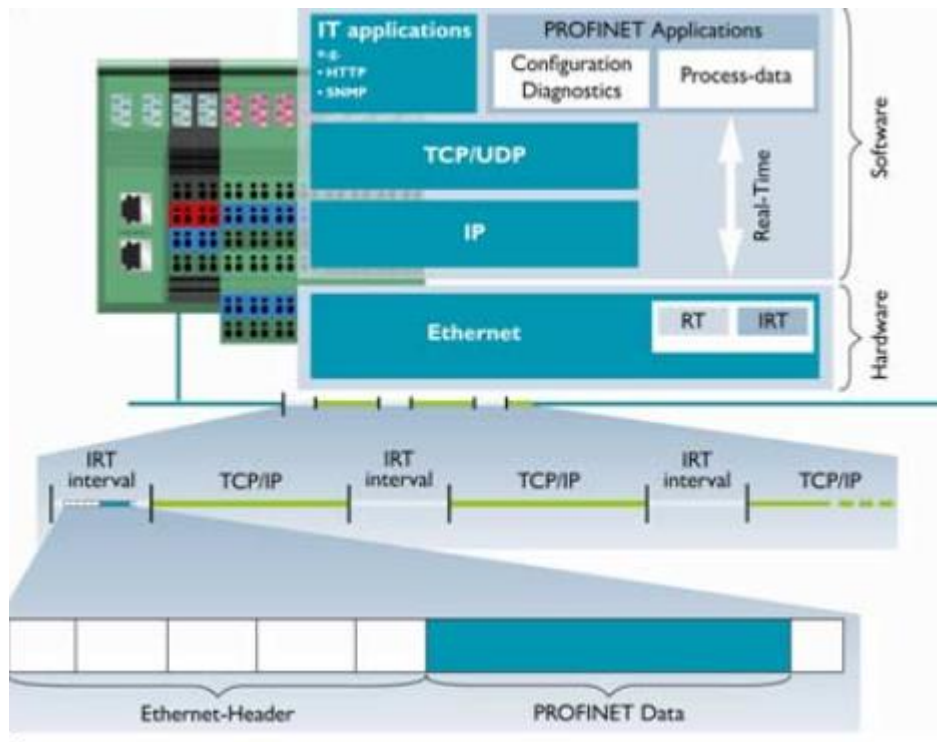 IT applications
e.g.
• HTTP
• SNMP
PROFINET Applications
Configuration
Diagnostics
Process-data
TCP/UDP
IP
Real-Time
Software
Ethernet
RT
IRT
Hardware
IRT
interval
TCP/IP
IRT
interval
TCP/IP
IRT
interval
TCP/IP
Ethernet-Header
PROFINET Data